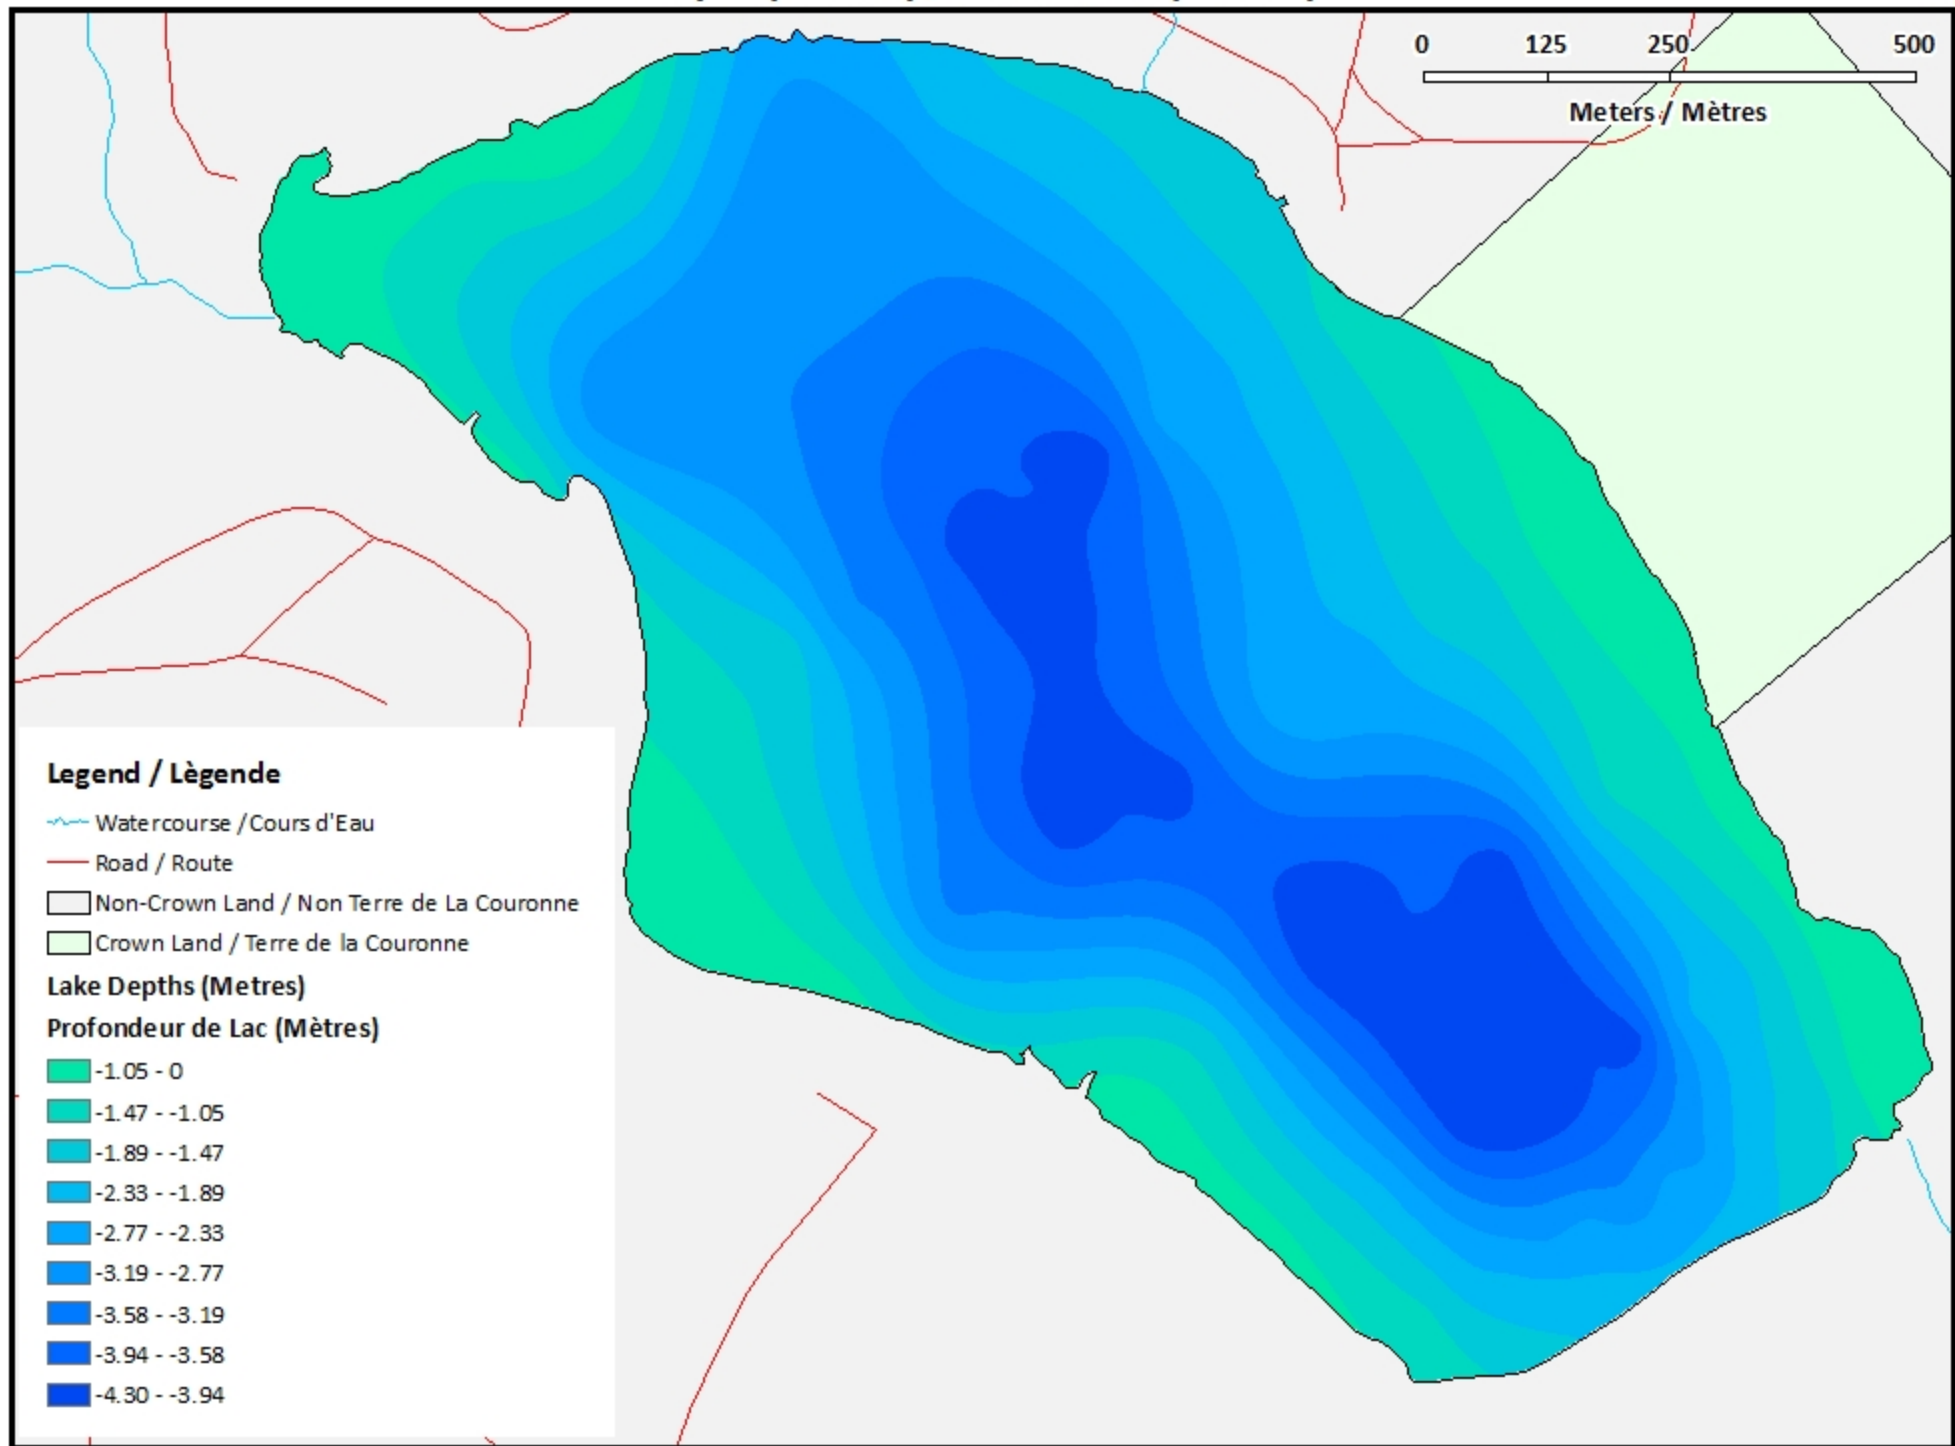 0 125 250 500
Meters / Mètres
Legend / Lègende
Watercourse / Cours d'Eau
Road / Route
Non-Crown Land / Non Terre de La Couronne
Crown Land / Terre de la Couronne
Lake Depths (Metres)
Profondeur de Lac (Mètres)
-1.05 - 0
-1.47 - -1.05
-1.89 - -1.47
-2.33 - -1.89
-2.77 - -2.33
-3.19 - -2.77
-3.58 - -3.19
-3.94 - -3.58
-4.30 - -3.94